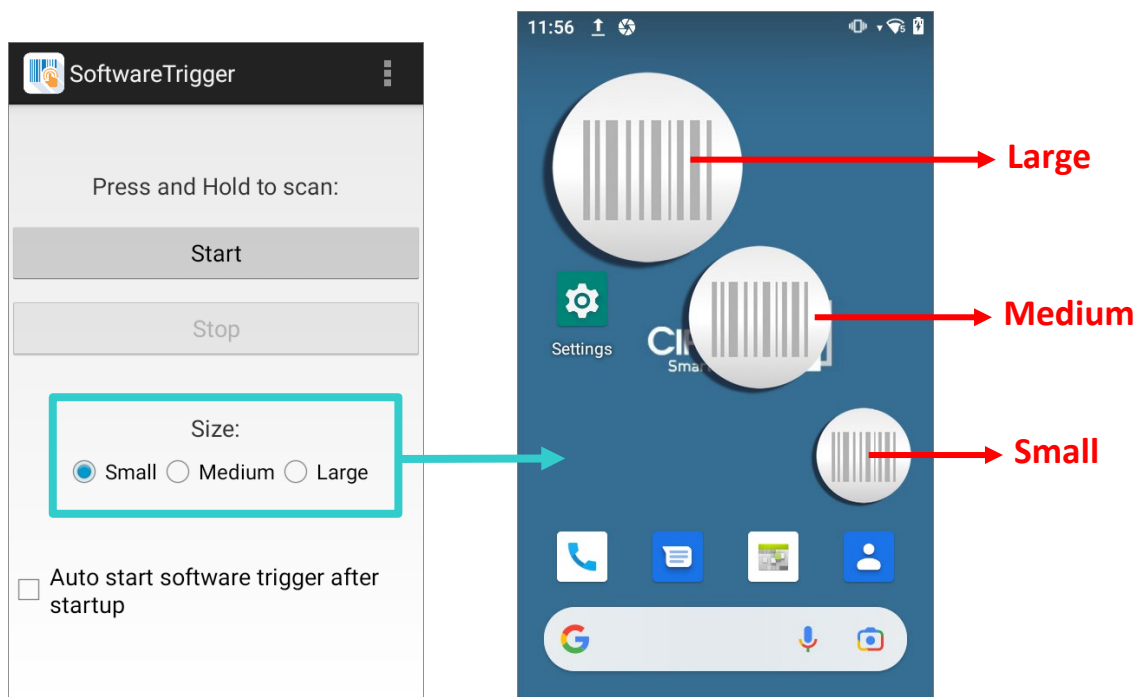 SoftwareTrigger
Press and Hold to scan:
Start
Stop
Size:
Small Medium Large
Auto start software trigger after
startup
11:56
Large
Medium
Settings
Small